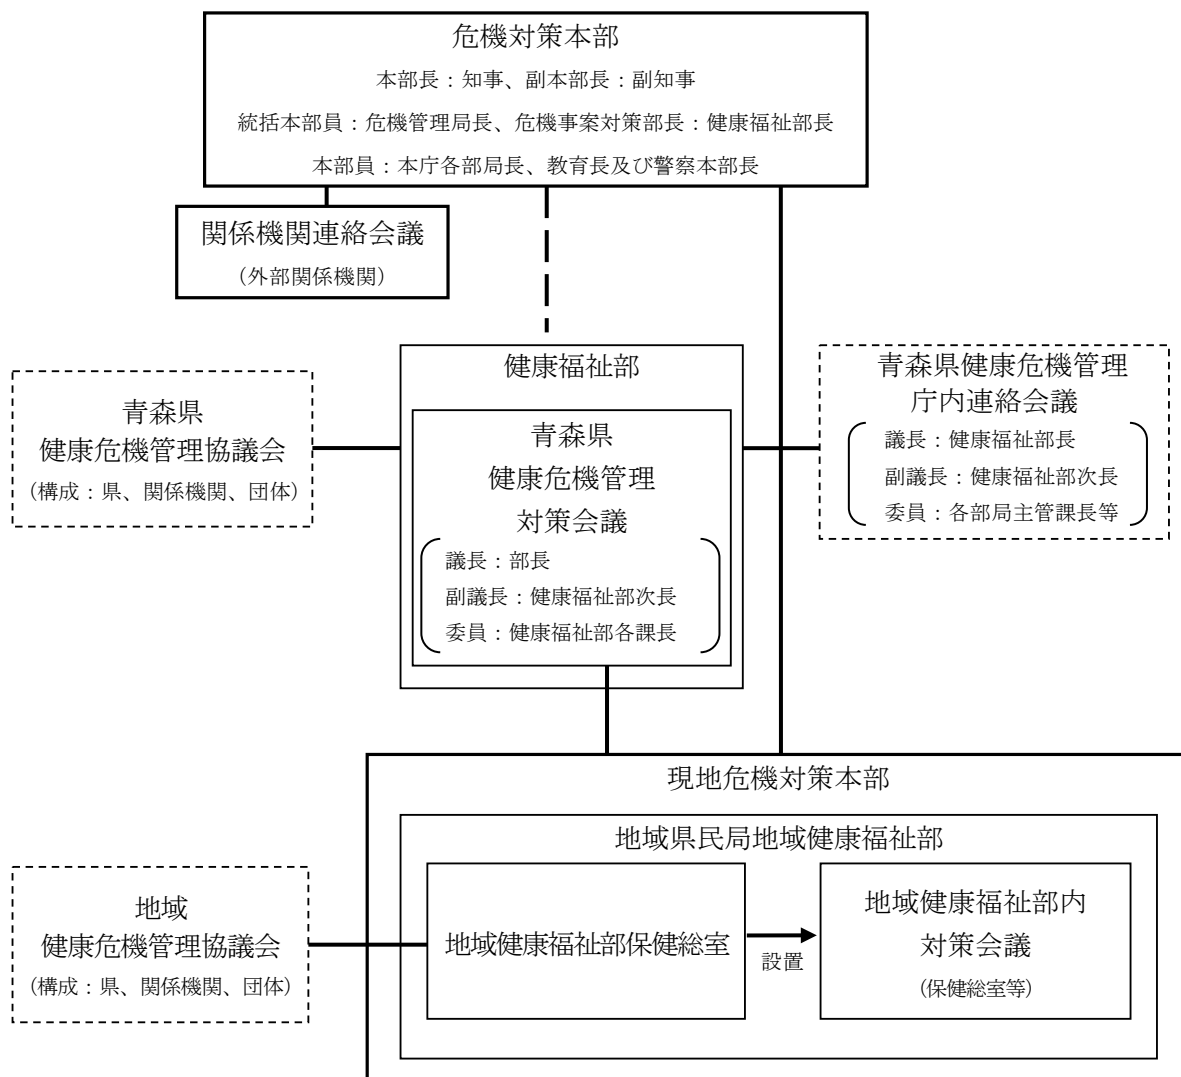 危機対策本部
本部長：知事、副本部長：副知事
統括本部員：危機管理局長、危機事案対策部長：健康福祉部長
本部員：本庁各部局長、教育長及び警察本部長
関係機関連絡会議
（外部関係機関）
健康福祉部
青森県
健康危機管理
対策会議
議長：部長
副議長：健康福祉部次長
委員：健康福祉部各課長
青森県
健康危機管理協議会
（構成：県、関係機関、団体）
青森県健康危機管理
庁内連絡会議
議長：健康福祉部長
副議長：健康福祉部次長
委員：各部局主管課長等
現地危機対策本部
地域県民局地域健康福祉部
地域
健康危機管理協議会
（構成：県、関係機関、団体）
地域健康福祉部保健総室
設置
地域健康福祉部内
対策会議
（保健総室等）